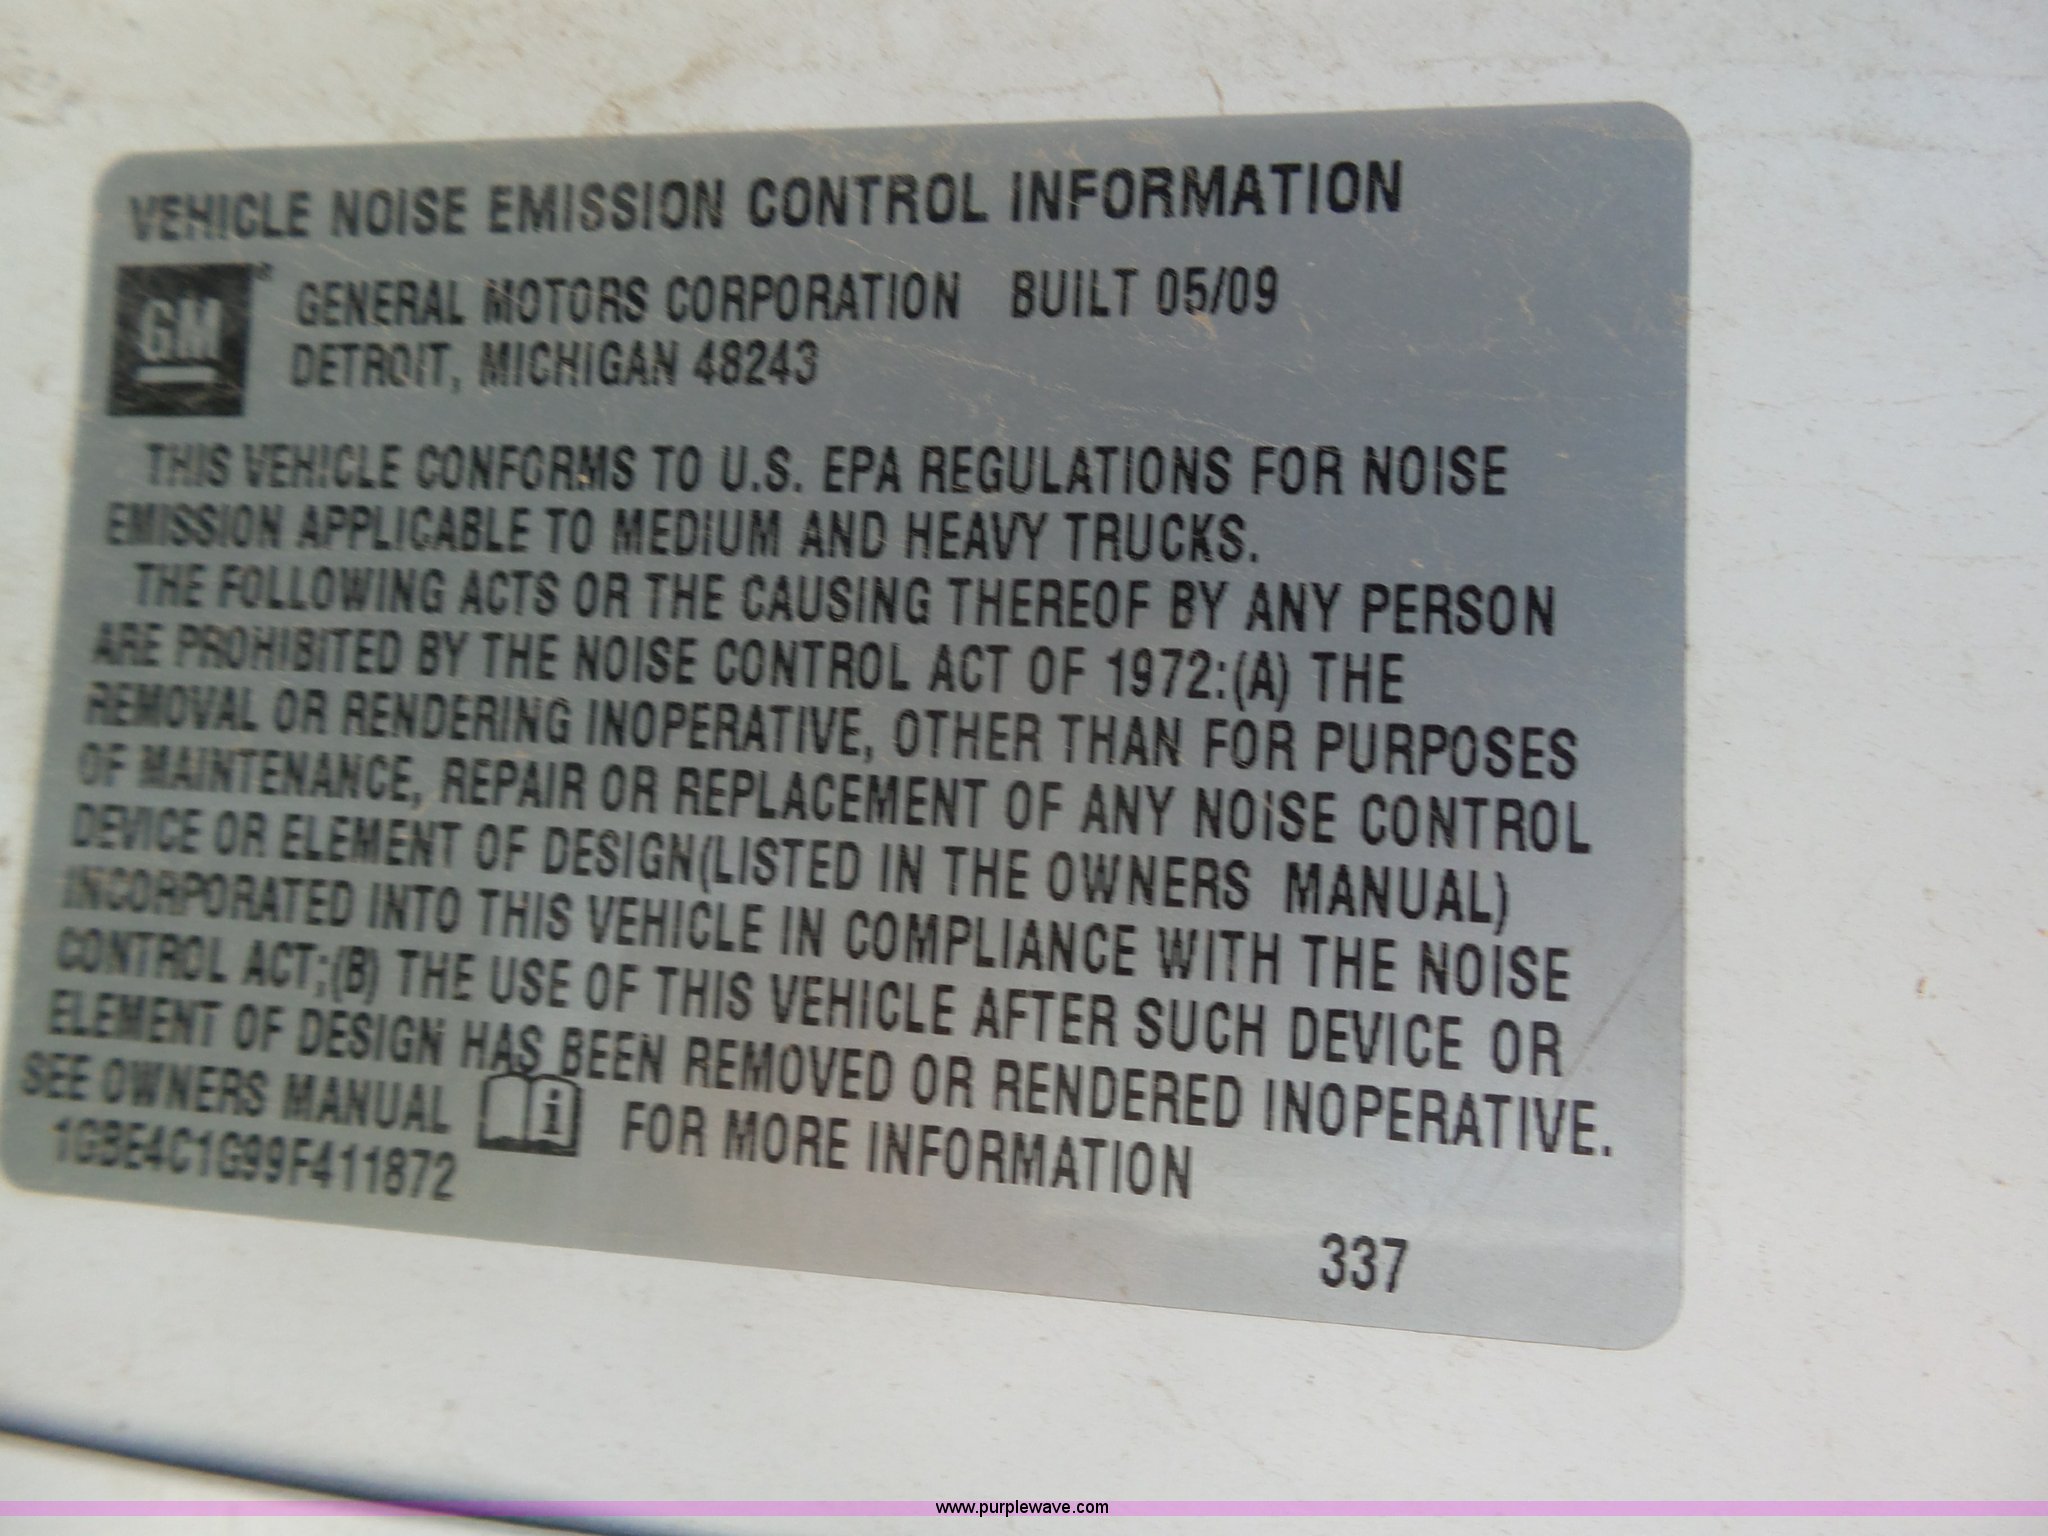 VEHICLE NOISE EMISSION CONTROL INFORMATION
GM® GENERAL MOTORS CORPORATION BUILT 05/09
DETROIT, MICHIGAN 48243
THIS VEHICLE CONFORMS TO U.S. EPA REGULATIONS FOR NOISE
EMISSION APPLICABLE TO MEDIUM AND HEAVY TRUCKS.
THE FOLLOWING ACTS OR THE CAUSING THEREOF BY ANY PERSON
ARE PROHIBITED BY THE NOISE CONTROL ACT OF 1972:(A) THE
REMOVAL OR RENDERING INOPERATIVE, OTHER THAN FOR PURPOSES
OF MAINTENANCE, REPAIR OR REPLACEMENT OF ANY NOISE CONTROL
DEVICE OR ELEMENT OF DESIGN(LISTED IN THE OWNERS MANUAL)
INCORPORATED INTO THIS VEHICLE IN COMPLIANCE WITH THE NOISE
CONTROL ACT;(B) THE USE OF THIS VEHICLE AFTER SUCH DEVICE OR
ELEMENT OF DESIGN HAS BEEN REMOVED OR RENDERED INOPERATIVE.
SEE OWNERS MANUAL i FOR MORE INFORMATION
1GBE4C1G99F411872
337
www.purplewave.com